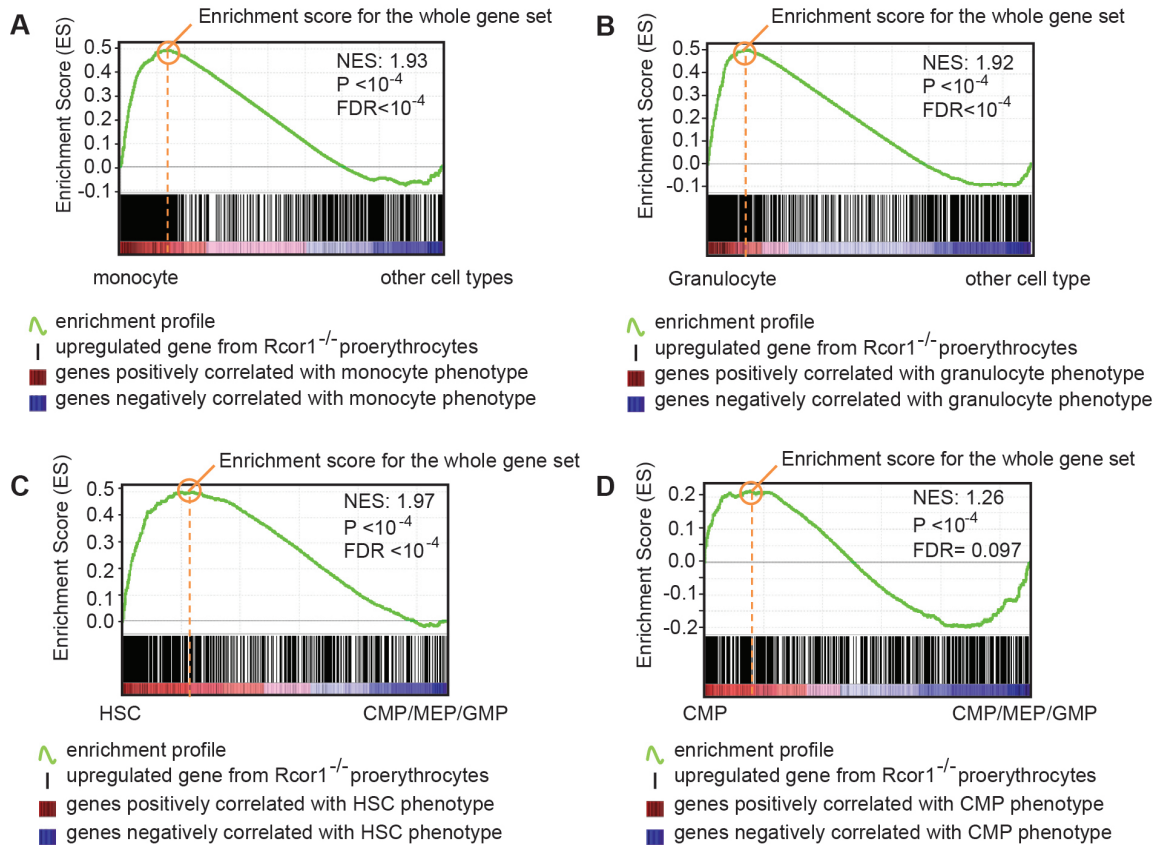 A
Enrichment score for the whole gene set
Enrichment Score (ES)
0.5
0.4
0.3
0.2
0.1
0.0
-0.1
NES: 1.93
P <10-4
FDR<10-4
monocyte
other cell types
enrichment profile
upregulated gene from Rcor1-/- proerythrocytes
genes positively correlated with monocyte phenotype
genes negatively correlated with monocyte phenotype
B
Enrichment score for the whole gene set
Enrichment Score (ES)
0.5
0.4
0.3
0.2
0.1
0.0
-0.1
NES: 1.92
P <10-4
FDR<10-4
Granulocyte
other cell type
enrichment profile
upregulated gene from Rcor1-/- proerythrocytes
genes positively correlated with granulocyte phenotype
genes negatively correlated with granulocyte phenotype
C
Enrichment score for the whole gene set
Enrichment Score (ES)
0.5
0.4
0.3
0.2
0.1
0.0
NES: 1.97
P <10-4
FDR <10-4
HSC
CMP/MEP/GMP
enrichment profile
upregulated gene from Rcor1-/- proerythrocytes
genes positively correlated with HSC phenotype
genes negatively correlated with HSC phenotype
D
Enrichment score for the whole gene set
Enrichment Score (ES)
0.2
0.1
0.0
-0.1
-0.2
NES: 1.26
P <10-4
FDR= 0.097
CMP
CMP/MEP/GMP
enrichment profile
upregulated gene from Rcor1-/- proerythrocytes
genes positively correlated with CMP phenotype
genes negatively correlated with CMP phenotype